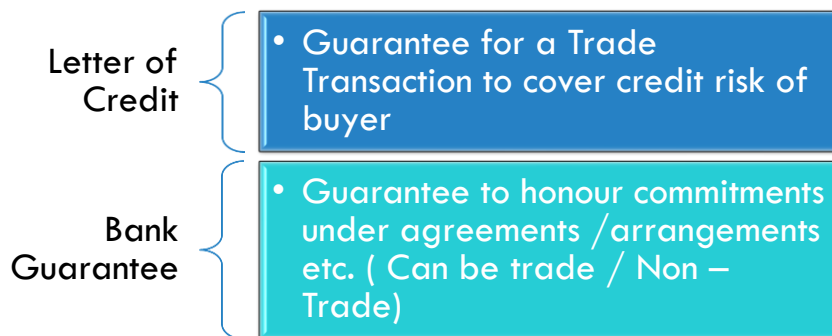 Letter of
Credit
• Guarantee for a Trade
Transaction to cover credit risk of
buyer
Bank
Guarantee
• Guarantee to honour commitments
under agreements /arrangements
etc. ( Can be trade / Non –
Trade)